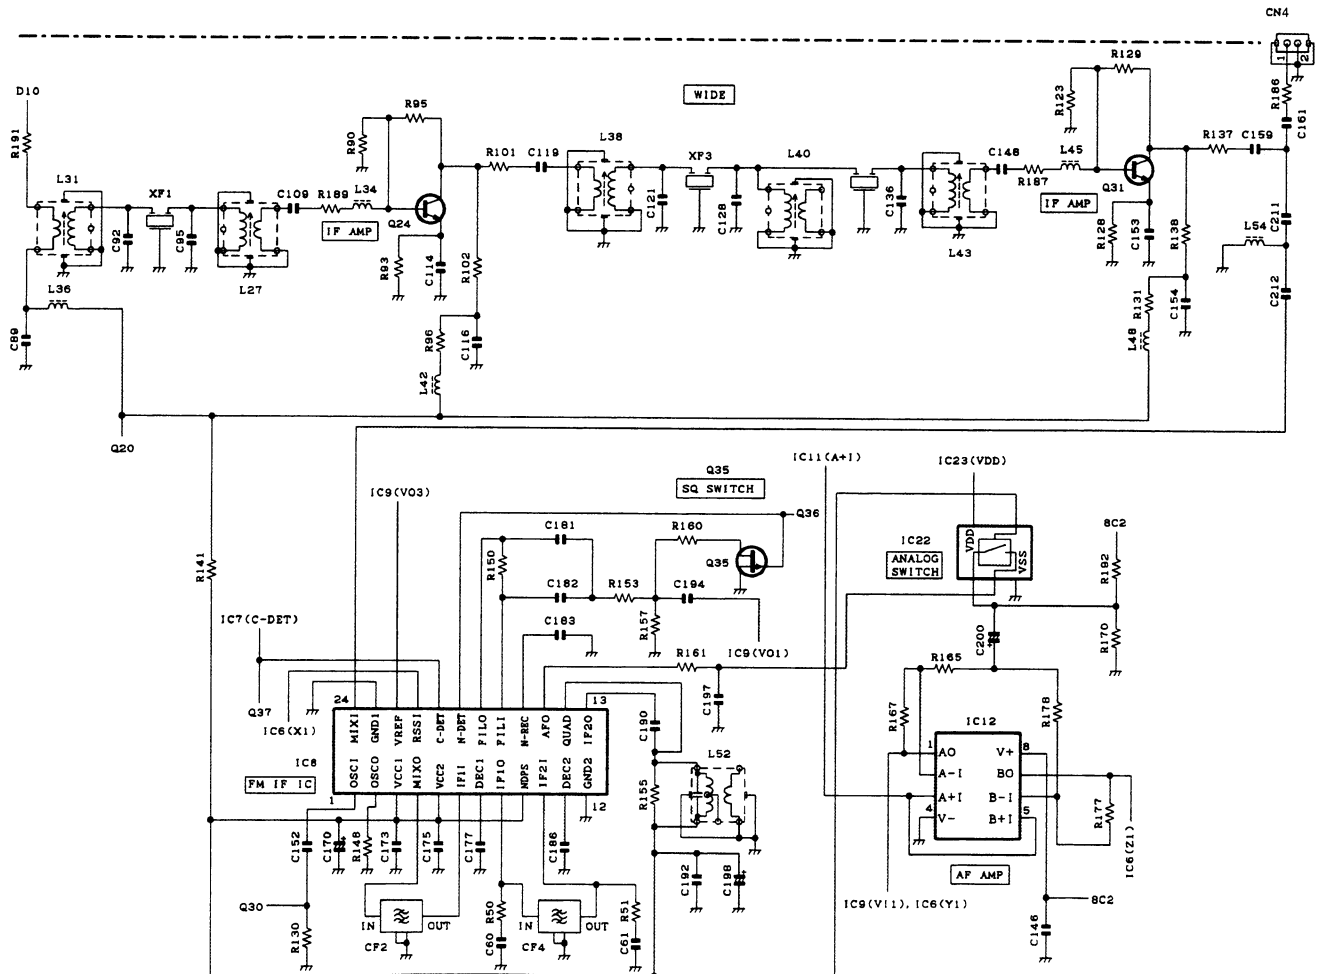 CN4
1 2
D10
R191
L31
XF1
C92
C95
L27
C109
R189
L34
R90
R95
Q24
IF AMP
R93
C114
R102
R101
C119
L38
C121
XF3
WIDE
C128
L40
C136
L43
C148
R187
L45
R123
R129
Q31
IF AMP
R128
C153
R138
R137
C159
R186
C161
C211
L54
C212
L36
C89
R96
C116
L42
R131
C154
L48
Q20
IC9(VO3)
Q35
SQ SWITCH
IC11(A+I)
IC23(VDD)
Q36
R141
R150
C181
C182
C183
R153
R160
Q35
C194
R157
IC9(VO1)
IC22
ANALOG
SWITCH
VDD
VSS
8C2
R192
R170
C200
IC7(C-DET)
Q37
IC6(X1)
R161
C197
R165
R167
R178
24
13
MIXI
GND1
VREF
RSSI
C-DET
N-DET
FILO
FILI
N-REC
AFO
QUAD
IF2O
IC8
FM IF IC
OSCI
OSCO
VCC1
MIXO
VCC2
IF1I
DEC1
IF1O
NDPS
IF2I
DEC2
GND2
1
12
C190
L52
R155
C192
C198
IC12
1 AO V+ 8
A-I BO
A+I B-I
4 V- B+I 5
AF AMP
R177
IC6(Z1)
IC9(VI1), IC6(Y1)
8C2
C146
C152
C170
R148
C173
C175
C177
C186
Q30
R130
IN OUT
CF2
R50
C60
IN OUT
CF4
R51
C61